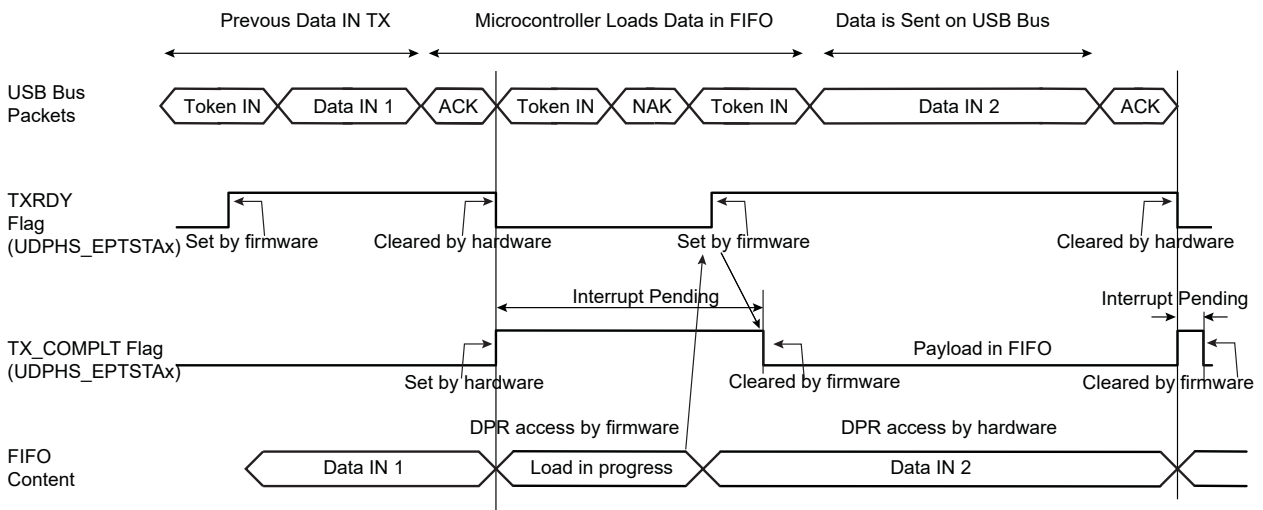 Prevous Data IN TX
Microcontroller Loads Data in FIFO
Data is Sent on USB Bus
USB Bus
Packets
Token IN
Data IN 1
ACK
Token IN
NAK
Token IN
Data IN 2
ACK
TXRDY
Flag
(UDPHS_EPTSTAx)
Set by firmware
Cleared by hardware
Set by firmware
Cleared by hardware
Interrupt Pending
Interrupt Pending
TX_COMPLT Flag
(UDPHS_EPTSTAx)
Payload in FIFO
Set by hardware
Cleared by firmware
Cleared by firmware
DPR access by firmware
DPR access by hardware
FIFO
Content
Data IN 1
Load in progress
Data IN 2